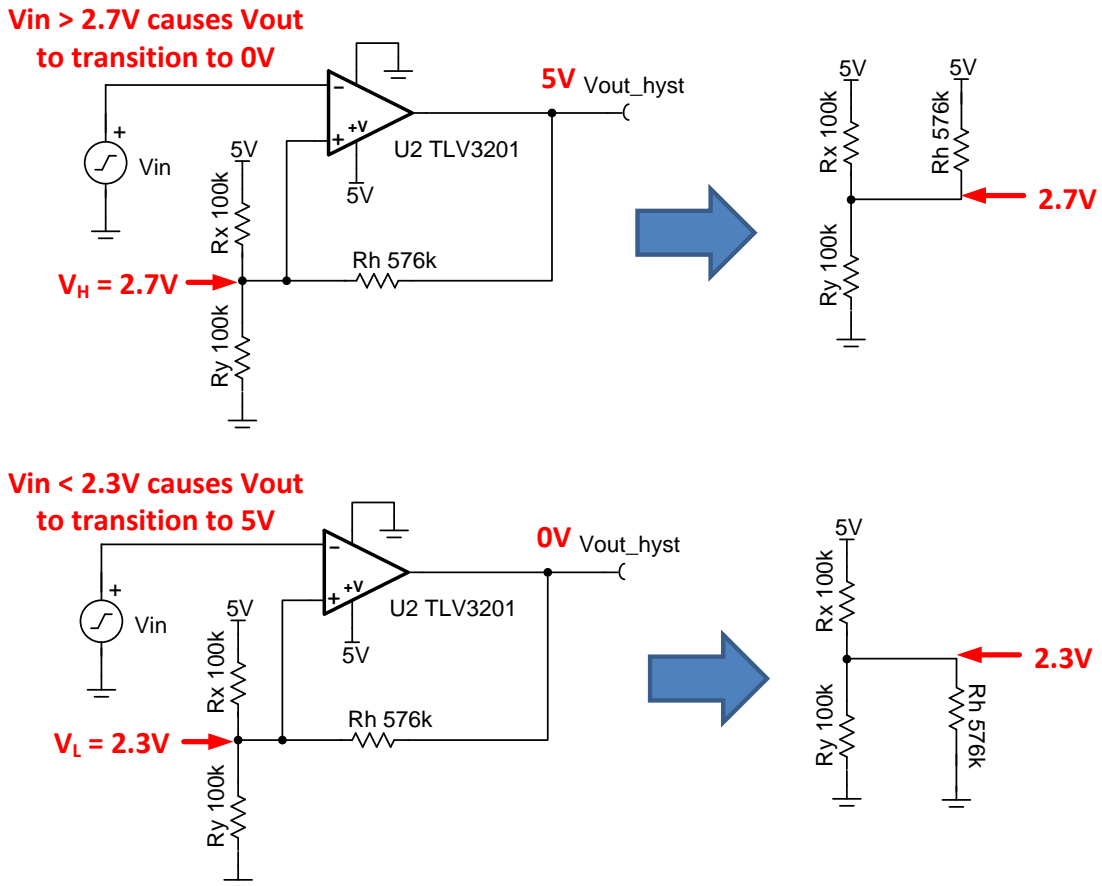 Vin > 2.7V causes Vout
to transition to 0V
5V Vout_hyst
5V
5V
Rx 100k
Rh 576k
−
+
+V
U2 TLV3201
+
Vin
5V
5V
Rx 100k
2.7V
Rh 576k
V_H = 2.7V
Ry 100k
Ry 100k
Vin < 2.3V causes Vout
to transition to 5V
0V Vout_hyst
5V
Rx 100k
−
+
+V
U2 TLV3201
+
Vin
5V
5V
Rx 100k
2.3V
Rh 576k
V_L = 2.3V
Ry 100k
Ry 100k
Rh 576k